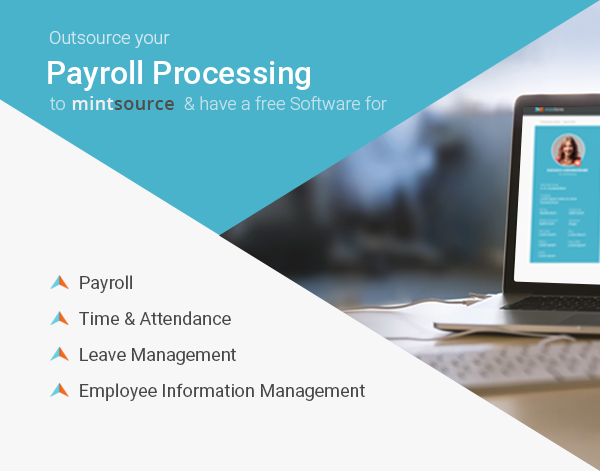 Outsource your
Payroll Processing
to mintsource & have a free Software for
Payroll
Time & Attendance
Leave Management
Employee Information Management